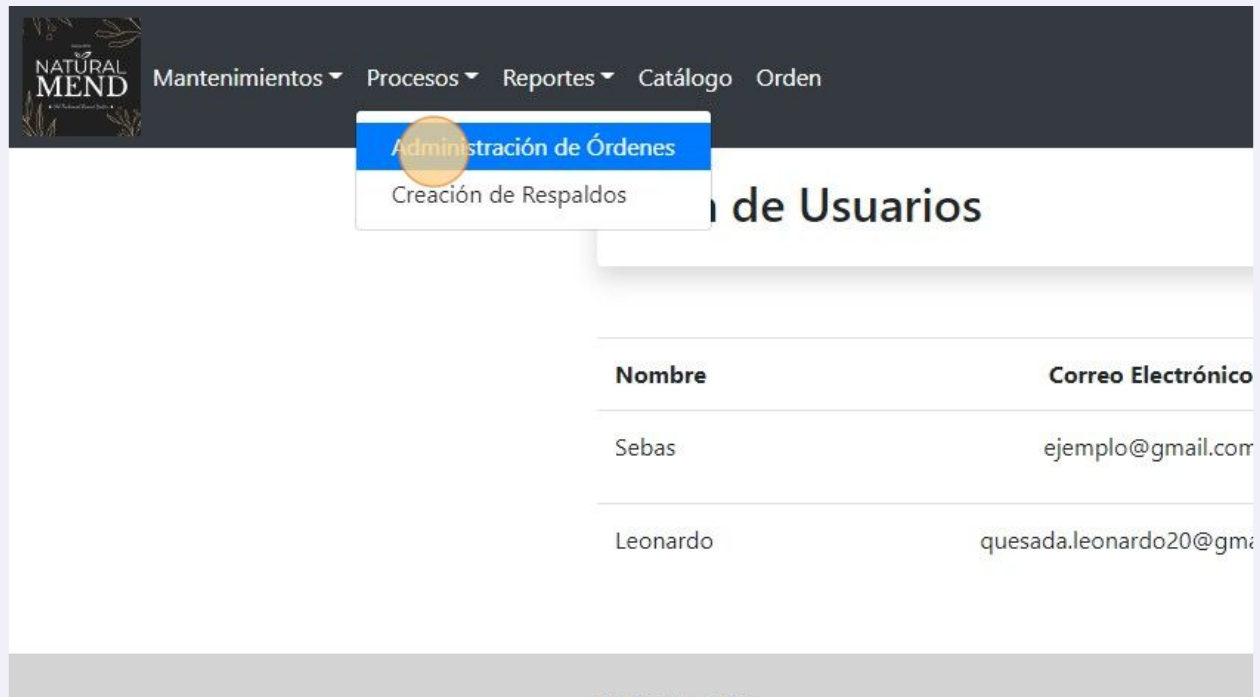 NATURAL
MEND
Mantenimientos Procesos Reportes Catálogo Orden
Administración de Órdenes
Creación de Respaldos
de Usuarios
Nombre Correo Electrónico
Sebas ejemplo@gmail.com
Leonardo quesada.leonardo20@gma